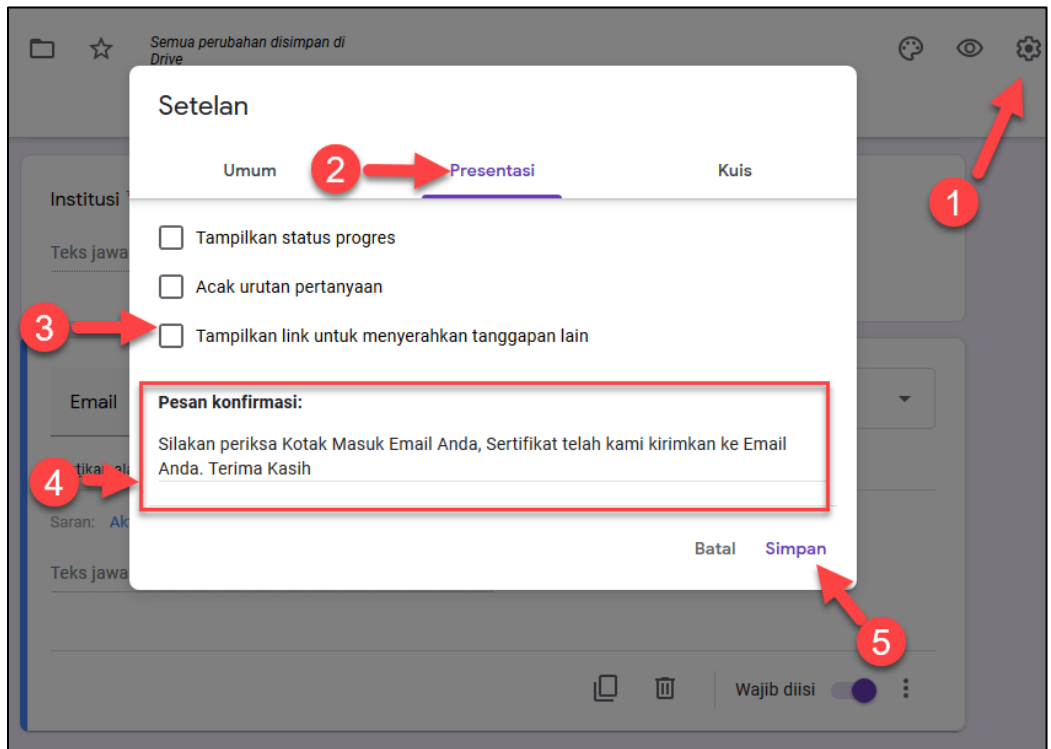 Semua perubahan disimpan di
Drive
Setelan
Umum
2
Presentasi
Kuis
1
Institusi
Teks jawa
Tampilkan status progres
Acak urutan pertanyaan
3
Tampilkan link untuk menyerahkan tanggapan lain
Email
Pesan konfirmasi:
Silakan periksa Kotak Masuk Email Anda, Sertifikat telah kami kirimkan ke Email
Anda. Terima Kasih
4
Saran: Ak
Teks jawa
Batal
Simpan
5
Wajib diisi